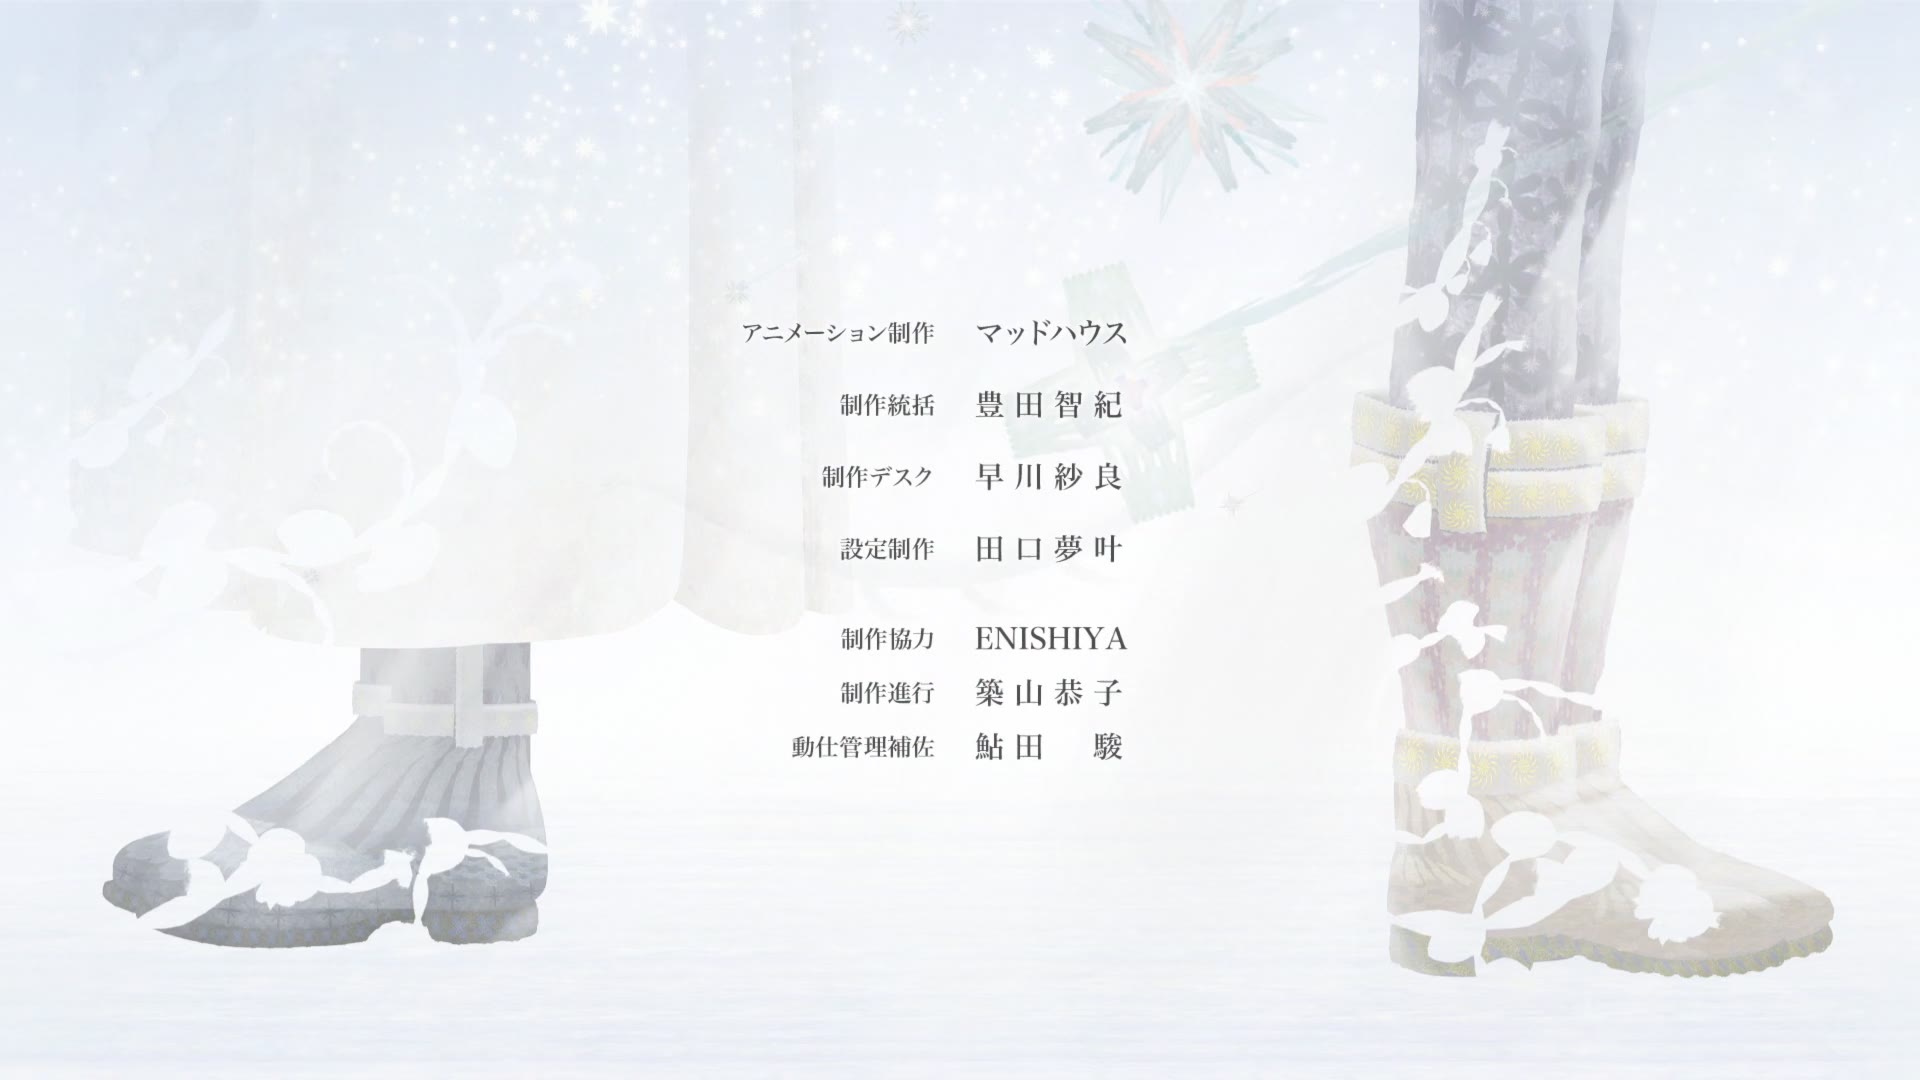 アニメーション制作 マッドハウス
制作統括 豊田智紀
制作デスク 早川紗良
設定制作 田口夢叶
制作協力 ENISHIYA
制作進行 築山恭子
動仕管理補佐 鮎田 駿